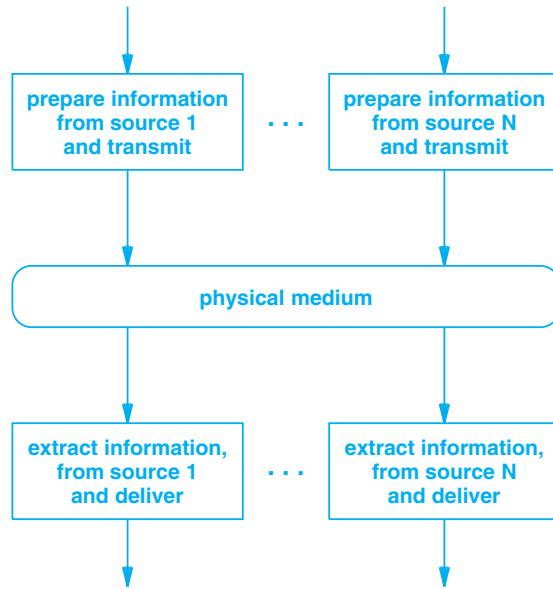 prepare information
from source 1
and transmit
. . .
prepare information
from source N
and transmit
physical medium
extract information,
from source 1
and deliver
. . .
extract information,
from source N
and deliver